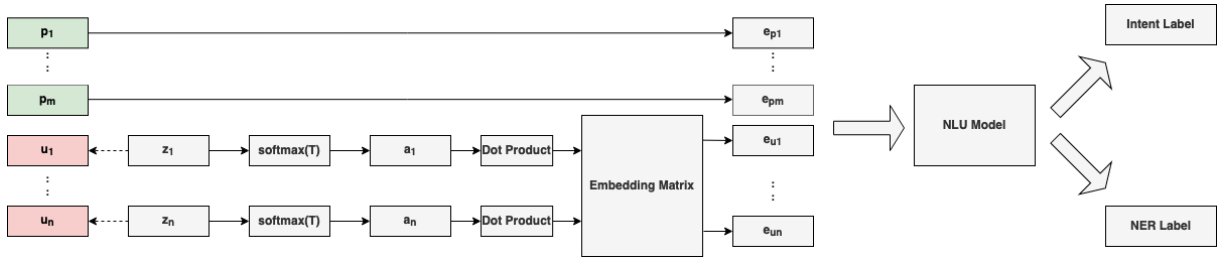 p1 ep1 Intent Label
pm epm NLU Model
u1 z1 softmax(T) a1 Dot Product eu1
Embedding Matrix
un zn softmax(T) an Dot Product eun
NER Label